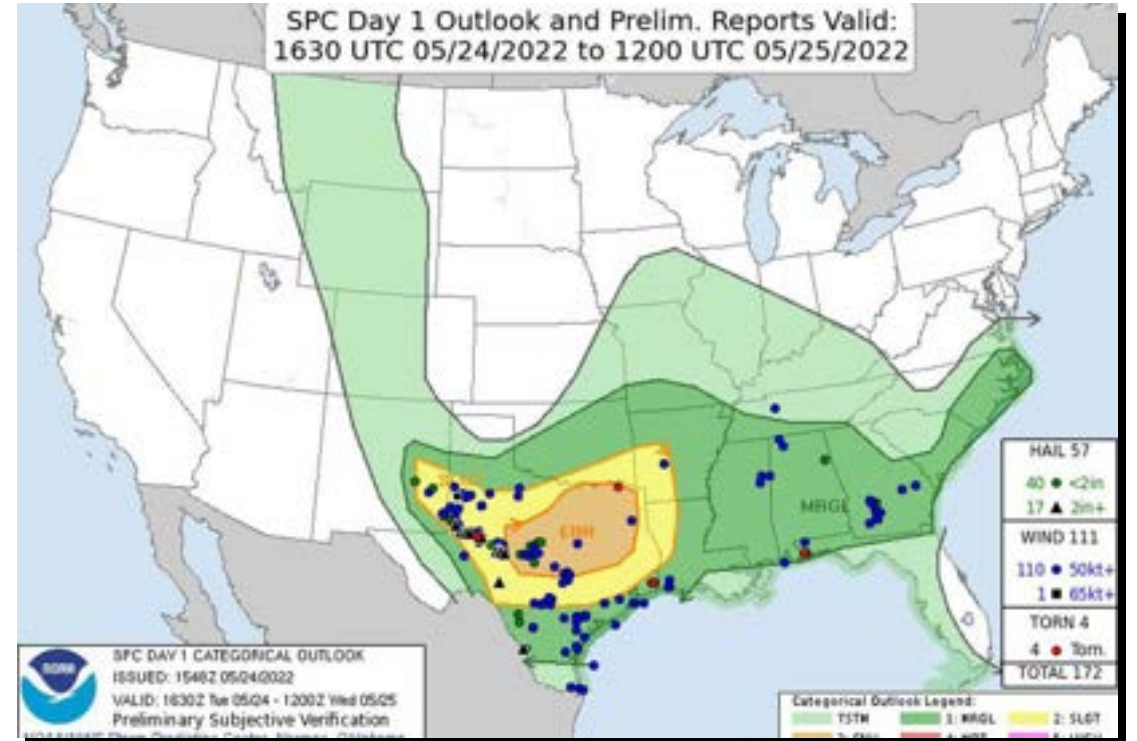 SPC Day 1 Outlook and Prelim. Reports Valid:
1630 UTC 05/24/2022 to 1200 UTC 05/25/2022
ENH
MRGL
HAIL 57
40 <2in
17 2in+
WIND 111
110 50kt+
1 65kt+
TORN 4
4 Torn.
TOTAL 172
NOAA
SPC DAY 1 CATEGORICAL OUTLOOK
ISSUED: 1546Z 05/24/2022
VALID: 1630Z Tue 05/24 - 1200Z Wed 05/25
Preliminary Subjective Verification
Categorical Outlook Legend:
TSTM 1: MRGL 2: SLGT